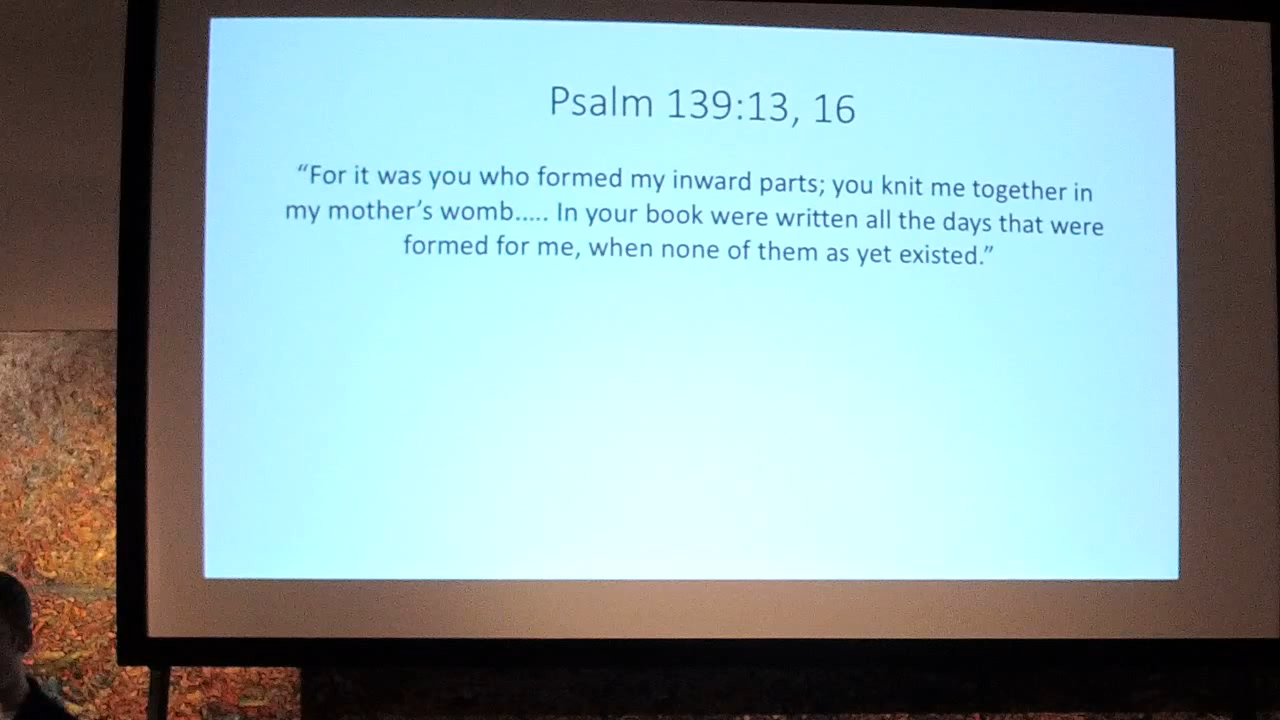 Psalm 139:13, 16
“For it was you who formed my inward parts; you knit me together in
my mother’s womb..... In your book were written all the days that were
formed for me, when none of them as yet existed.”